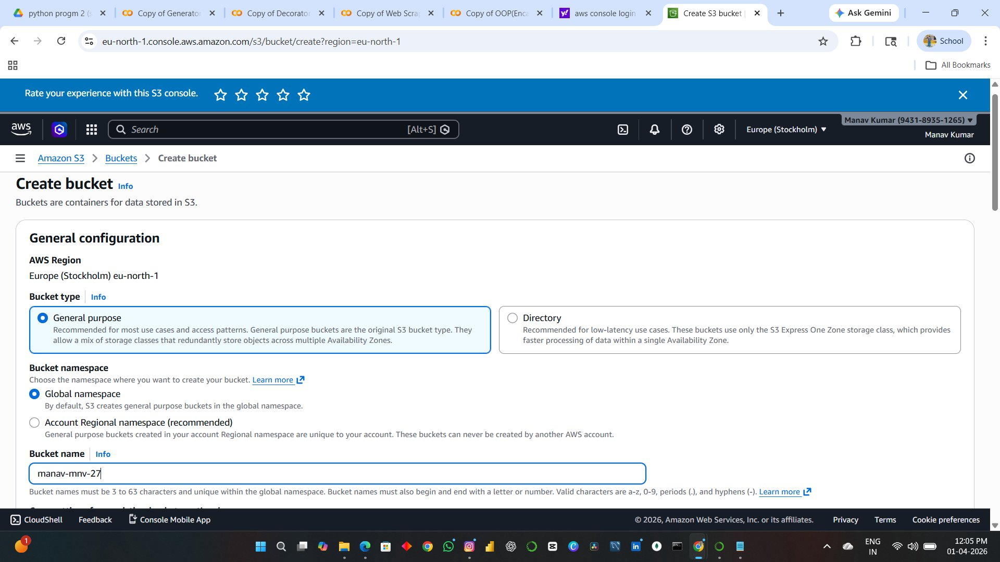 python progm 2 (s
Copy of Generator
Copy of Decorator
Copy of Web Scrap
Copy of OOP(Enca
aws console login
Create S3 bucket |
Ask Gemini
eu-north-1.console.aws.amazon.com/s3/bucket/create?region=eu-north-1
School
All Bookmarks
Rate your experience with this S3 console.
aws
Search
[Alt+S]
Europe (Stockholm)
Manav Kumar (9431-8935-1265)
Manav Kumar
Amazon S3
Buckets
Create bucket
Create bucket Info
Buckets are containers for data stored in S3.
General configuration
AWS Region
Europe (Stockholm) eu-north-1
Bucket type Info
General purpose
Recommended for most use cases and access patterns. General purpose buckets are the original S3 bucket type. They
allow a mix of storage classes that redundantly store objects across multiple Availability Zones.
Directory
Recommended for low-latency use cases. These buckets use only the S3 Express One Zone storage class, which provides
faster processing of data within a single Availability Zone.
Bucket namespace
Choose the namespace where you want to create your bucket. Learn more
Global namespace
By default, S3 creates general purpose buckets in the global namespace.
Account Regional namespace (recommended)
General purpose buckets created in your account Regional namespace are unique to your account. These buckets can never be created by another AWS account.
Bucket name Info
manav-mnv-27
Bucket names must be 3 to 63 characters and unique within the global namespace. Bucket names must also begin and end with a letter or number. Valid characters are a-z, 0-9, periods (.), and hyphens (-). Learn more
CloudShell
Feedback
Console Mobile App
© 2026, Amazon Web Services, Inc. or its affiliates.
Privacy
Terms
Cookie preferences
1
ENG
IN
12:05 PM
01-04-2026